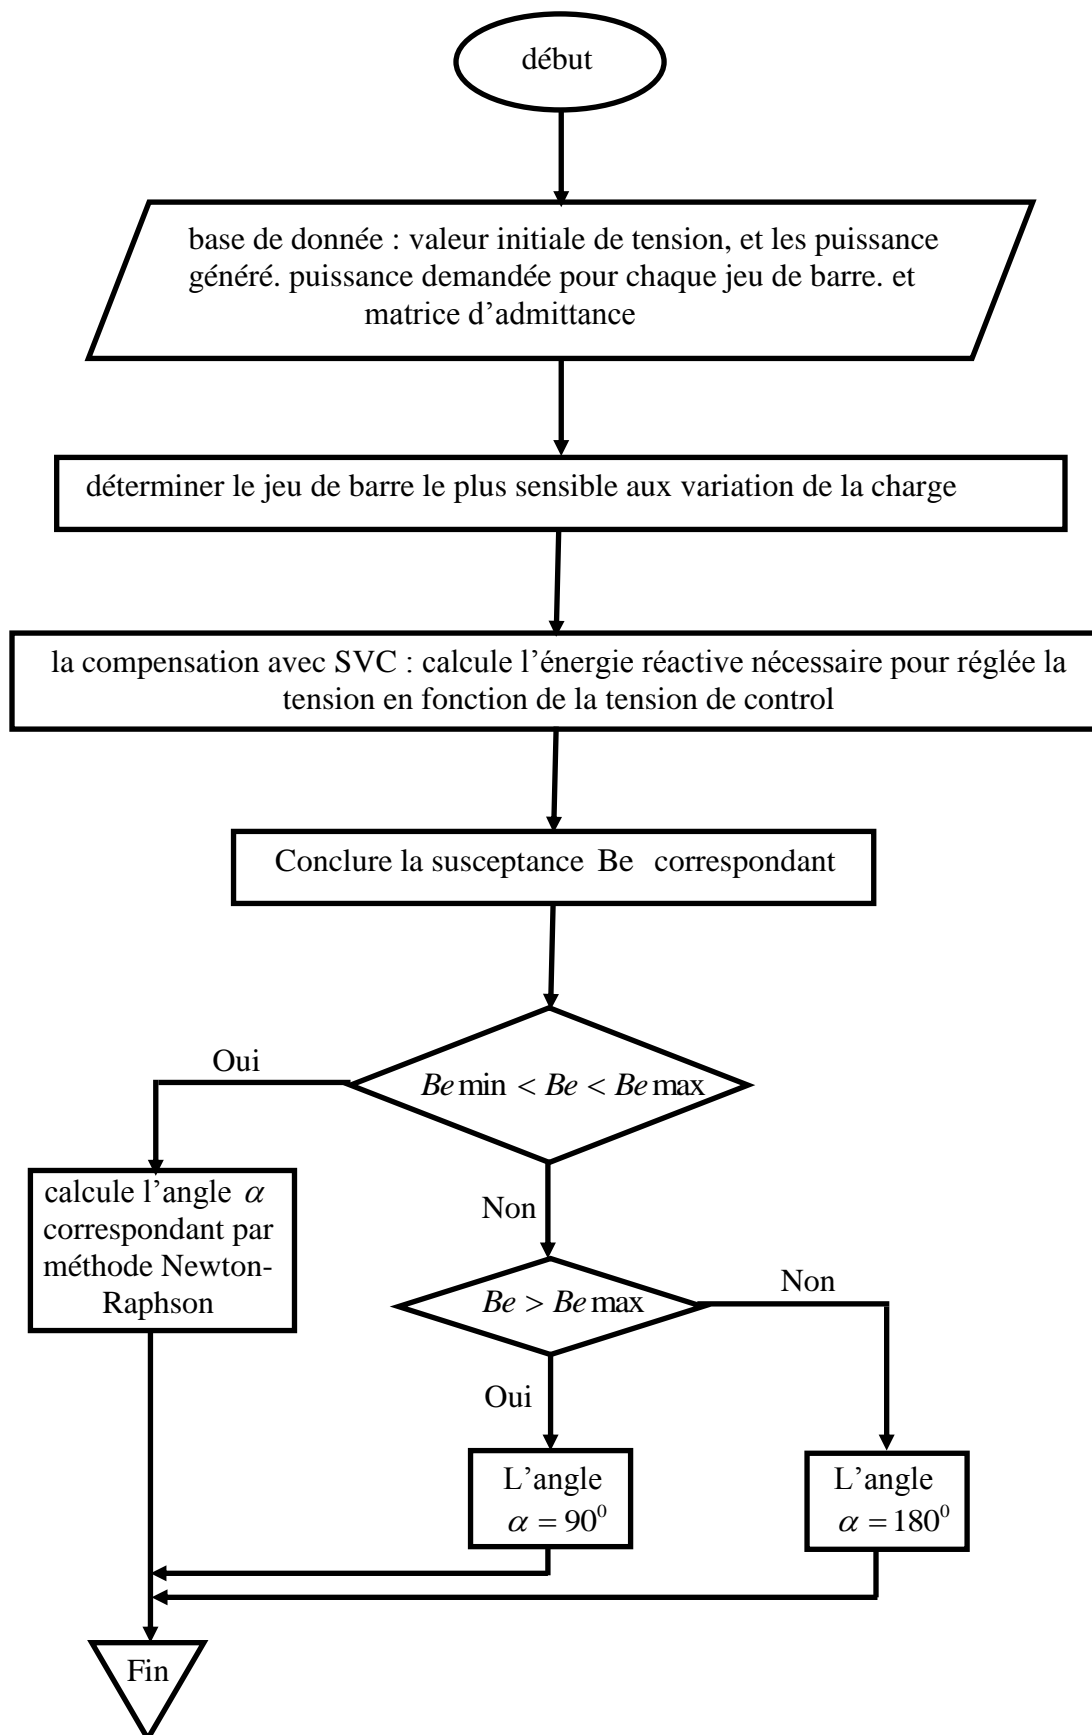 début
base de donnée : valeur initiale de tension, et les puissance
généré. puissance demandée pour chaque jeu de barre. et
matrice d’admittance
déterminer le jeu de barre le plus sensible aux variation de la charge
la compensation avec SVC : calcule l’énergie réactive nécessaire pour réglée la
tension en fonction de la tension de control
Conclure la susceptance Be correspondant
Oui
Be min < Be < Be max
calcule l’angle α
correspondant par
méthode Newton-
Raphson
Non
Be > Be max
Non
Oui
L’angle
α = 90⁰
L’angle
α = 180⁰
Fin